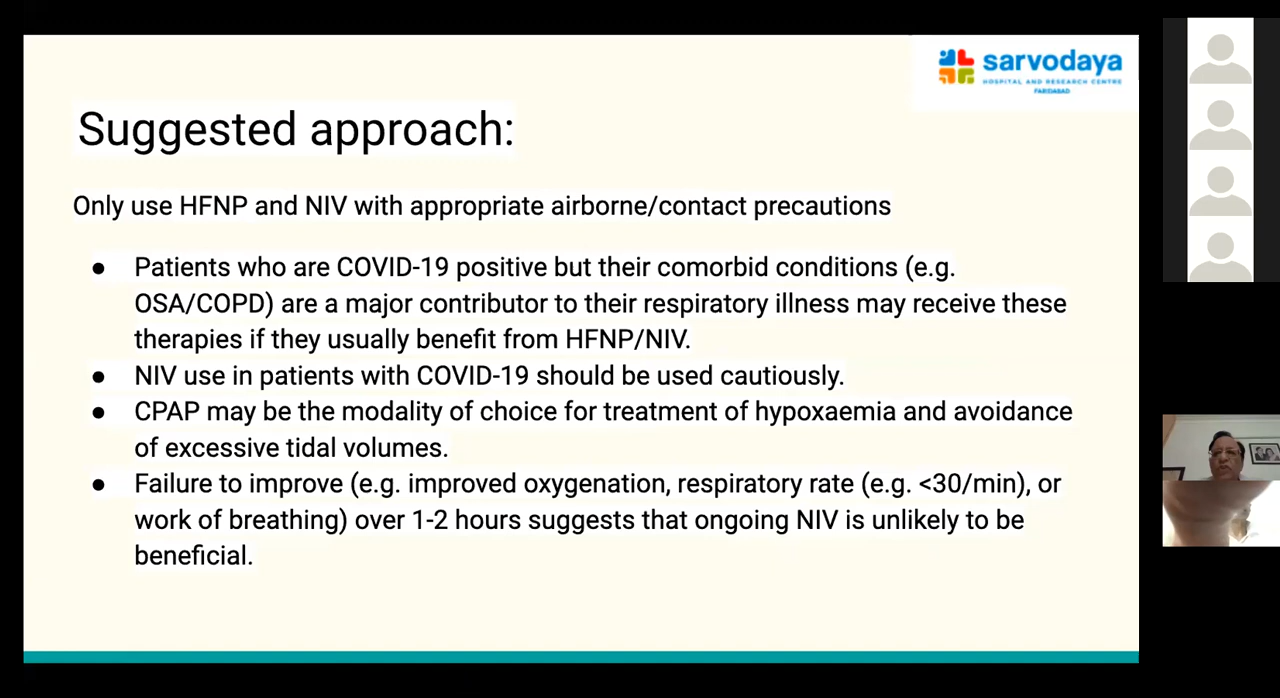 sarvodaya
HOSPITAL AND RESEARCH CENTRE
FARIDABAD
Suggested approach:
Only use HFNP and NIV with appropriate airborne/contact precautions
● Patients who are COVID-19 positive but their comorbid conditions (e.g.
OSA/COPD) are a major contributor to their respiratory illness may receive these
therapies if they usually benefit from HFNP/NIV.
● NIV use in patients with COVID-19 should be used cautiously.
● CPAP may be the modality of choice for treatment of hypoxaemia and avoidance
of excessive tidal volumes.
● Failure to improve (e.g. improved oxygenation, respiratory rate (e.g. <30/min), or
work of breathing) over 1-2 hours suggests that ongoing NIV is unlikely to be
beneficial.